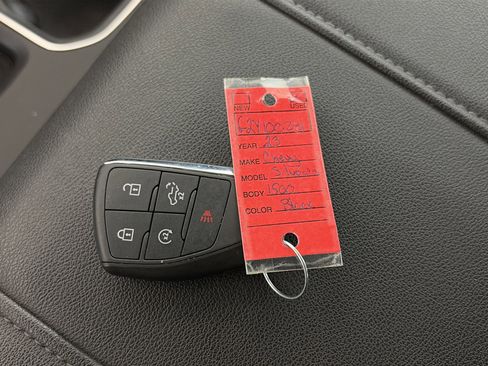 NEW USED
YEAR 23
MAKE Chevy
MODEL Silverado
BODY 1500
COLOR